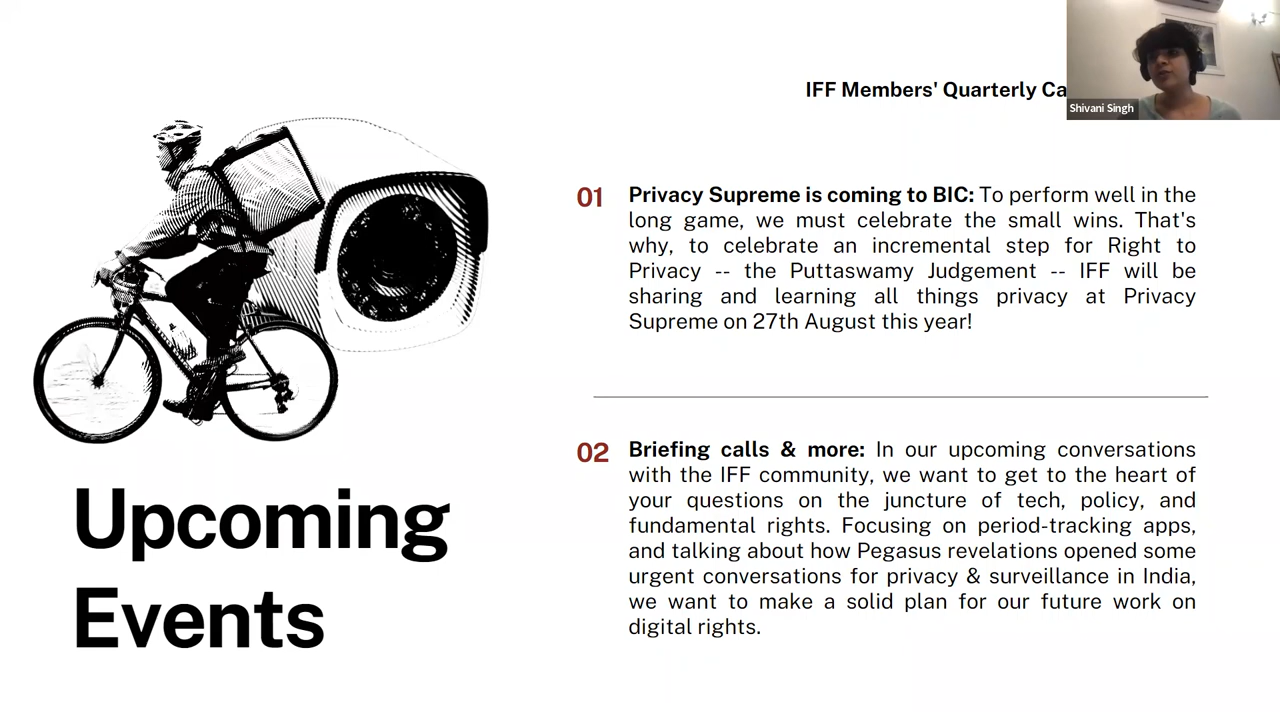 IFF Members' Quarterly Ca
Shivani Singh
01
Privacy Supreme is coming to BIC: To perform well in the
long game, we must celebrate the small wins. That's
why, to celebrate an incremental step for Right to
Privacy -- the Puttaswamy Judgement -- IFF will be
sharing and learning all things privacy at Privacy
Supreme on 27th August this year!
02
Briefing calls & more: In our upcoming conversations
with the IFF community, we want to get to the heart of
your questions on the juncture of tech, policy, and
fundamental rights. Focusing on period-tracking apps,
and talking about how Pegasus revelations opened some
urgent conversations for privacy & surveillance in India,
we want to make a solid plan for our future work on
digital rights.
Upcoming
Events